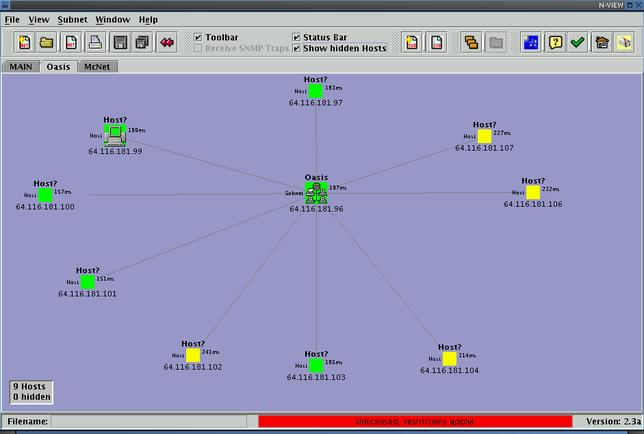 N-VIEW
File View Subnet Window Help
Toolbar Status Bar
Receive SNMP Traps Show hidden Hosts
MAIN Oasis McNet
Host?
Host 183ms
64.116.181.97
Host?
Host 199ms
64.116.181.99
Host?
227ms
64.116.181.107
Host?
Host 157ms
64.116.181.100
Oasis
Subnet 197ms
64.116.181.96
Host?
Host 232ms
64.116.181.106
Host?
Host 151ms
64.116.181.101
Host?
Host 241ms
64.116.181.102
Host?
Host 185ms
64.116.181.103
Host?
Host 214ms
64.116.181.104
9 Hosts
0 hidden
Filename: Unlicensed, restrictions apply! Version: 2.3a